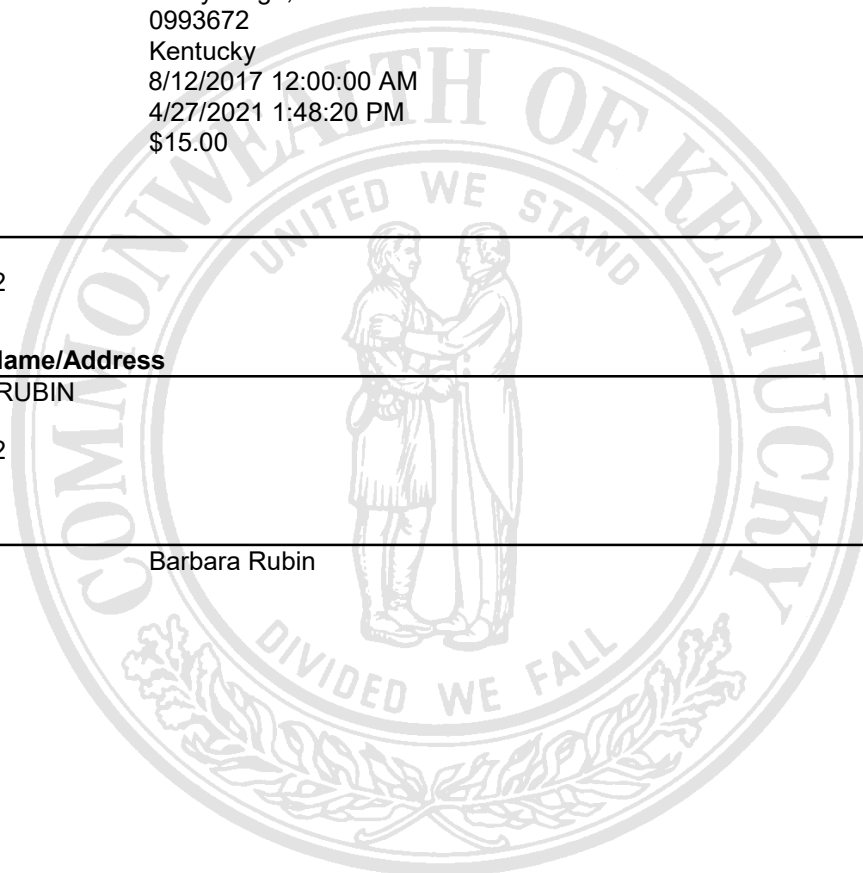 0993672
Kentucky
8/12/2017 12:00:00 AM
4/27/2021 1:48:20 PM
$15.00
COMMONWEALTH OF KENTUCKY
UNITED WE STAND
2
Name/Address
RUBIN
2
Barbara Rubin
DIVIDED WE FALL